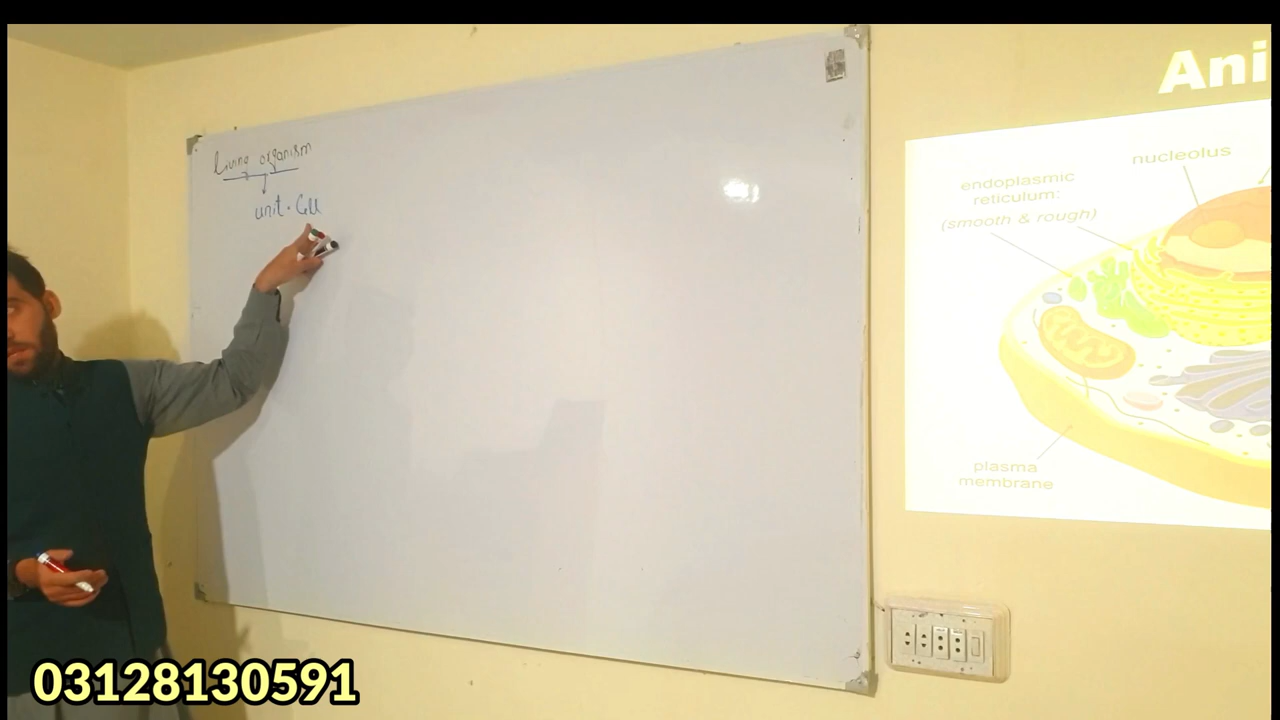 Living organism
unit. Cell
Ani
nucleolus
endoplasmic
reticulum:
(smooth & rough)
plasma
membrane
03128130591